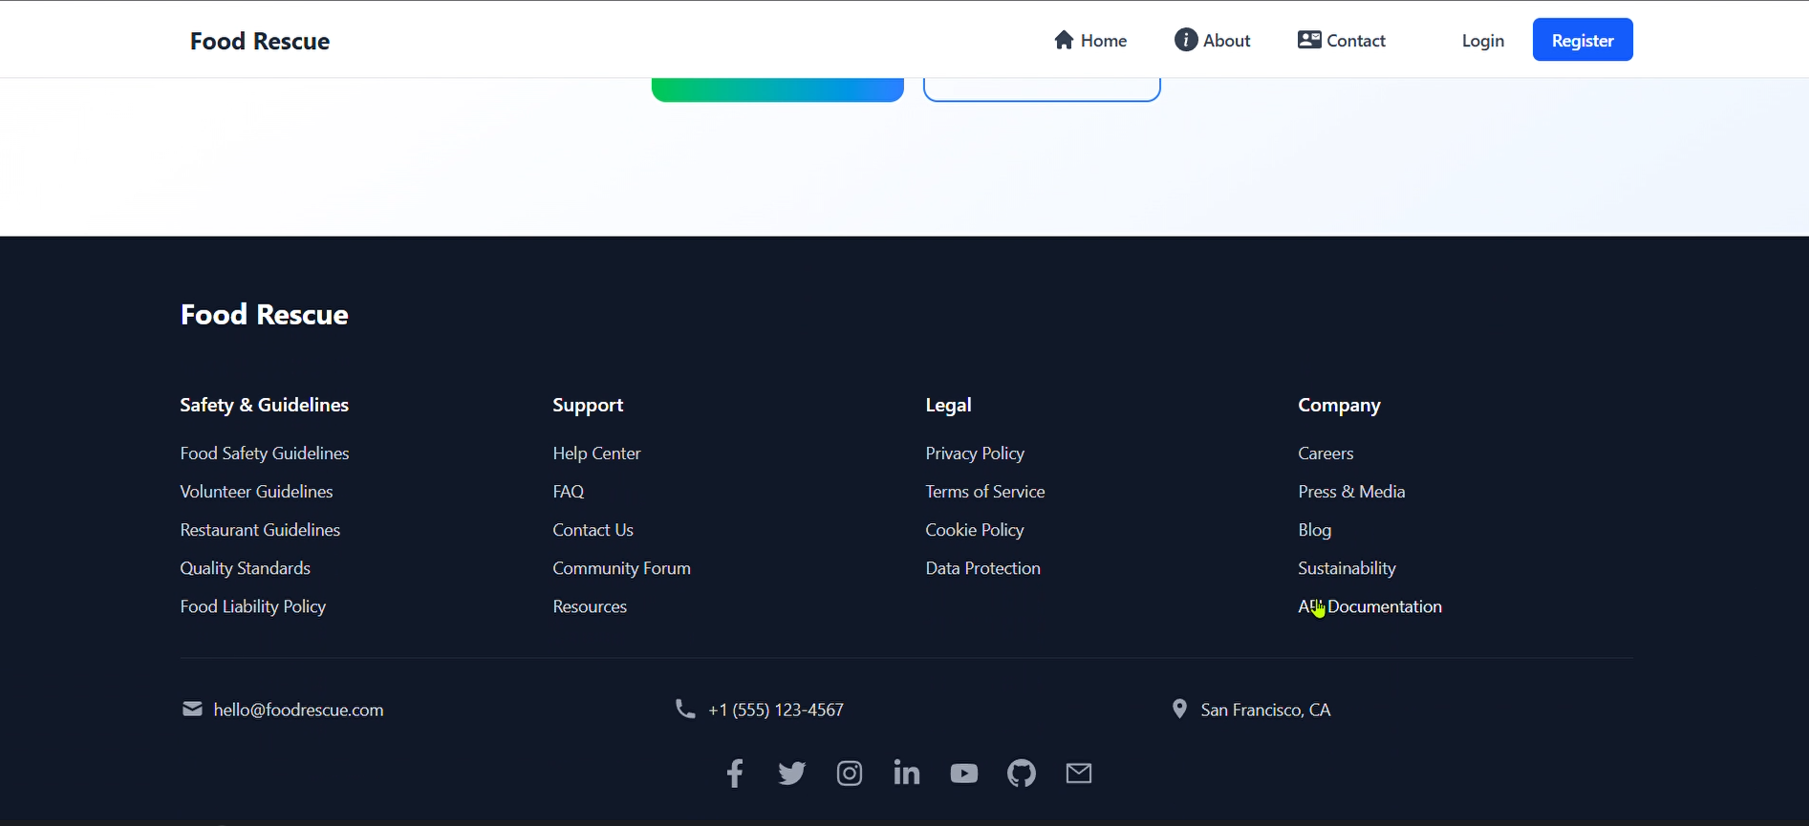 Food Rescue
Home
About
Contact
Login
Register
Food Rescue
Safety & Guidelines
Food Safety Guidelines
Volunteer Guidelines
Restaurant Guidelines
Quality Standards
Food Liability Policy
Support
Help Center
FAQ
Contact Us
Community Forum
Resources
Legal
Privacy Policy
Terms of Service
Cookie Policy
Data Protection
Company
Careers
Press & Media
Blog
Sustainability
API Documentation
hello@foodrescue.com
+1 (555) 123-4567
San Francisco, CA